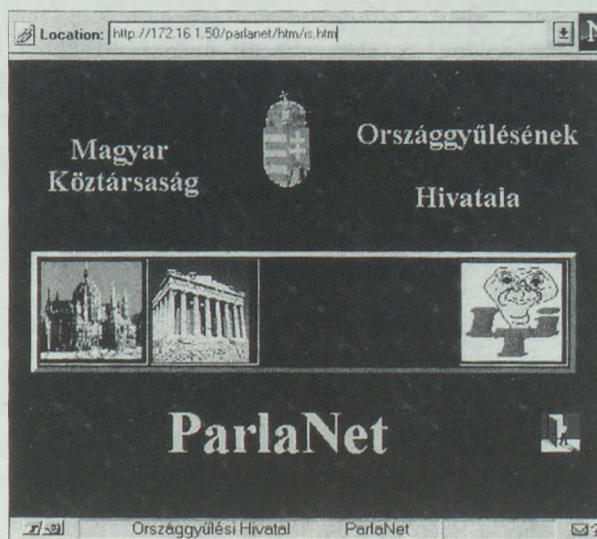 Location: http://172.16.1.50/parlanet/htm/is.htm
Magyar
Köztársaság
Országgyűlésének
Hivatala
ParlaNet
Országgyűlési Hivatal ParlaNet